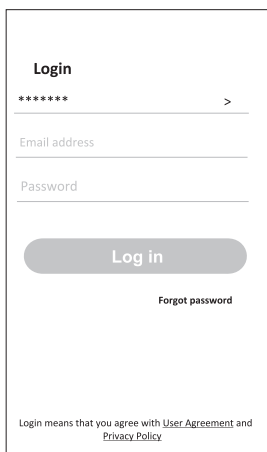 Login
******* >
Email address
Password
Log in
Forgot password
Login means that you agree with User Agreement and
Privacy Policy